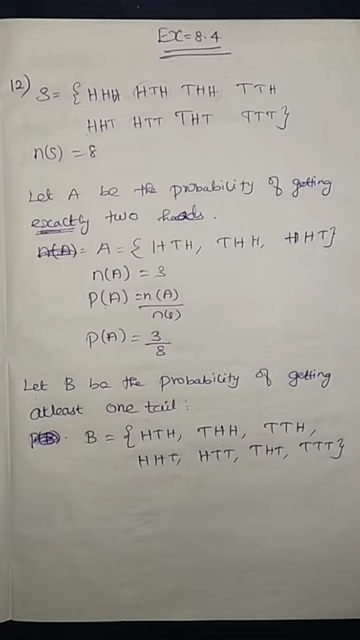 EX=8.4
12) S= { HHH HTH THH TTH
HHT HTT THT TTT}
n(S) = 8
Let A be the probability of getting
exactly two heads.
n(A)= A= { HTH, THH, HHT}
n(A) = 3
P(A) = n(A)
n(s)
P(A) = 3
8
Let B be the probability of getting
atleast one tail:
B = { HTH, THH, TTH,
HHT, HTT, THT, TTT}